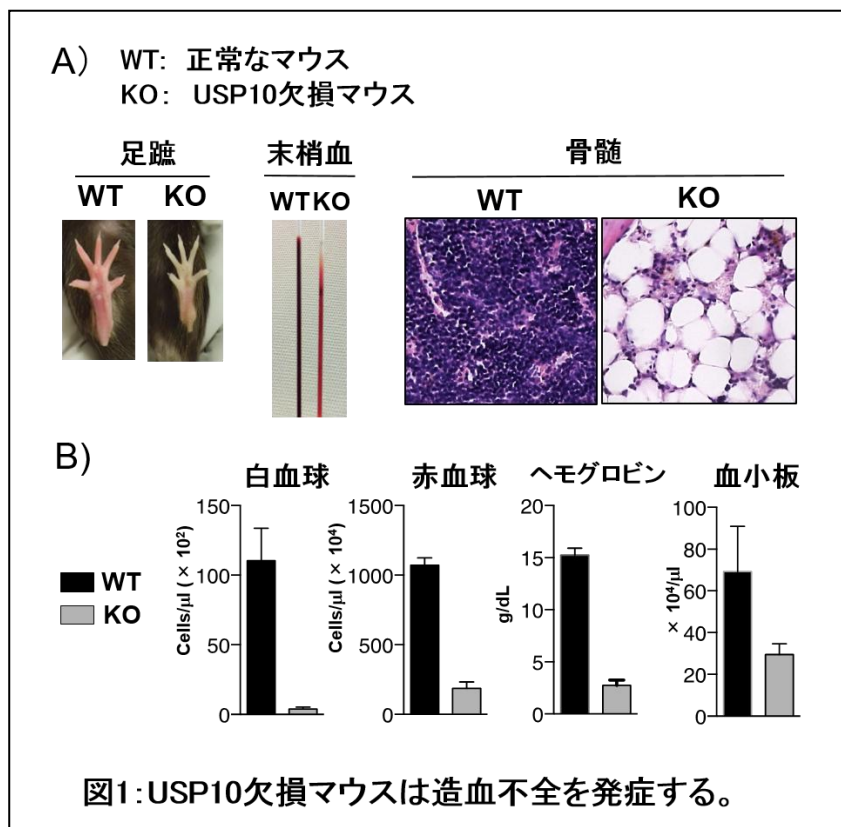 A) WT: 正常なマウス
KO: USP10欠損マウス
足蹠 末梢血 骨髄
WT KO WT KO WT KO
B)
白血球 赤血球 ヘモグロビン 血小板
WT
KO
Cells/μl (× 10²)
150
100
50
0
Cells/μl (× 10⁴)
1500
1000
500
0
g/dL
20
15
10
5
0
× 10⁴/μl
100
80
60
40
20
0
図1:USP10欠損マウスは造血不全を発症する。